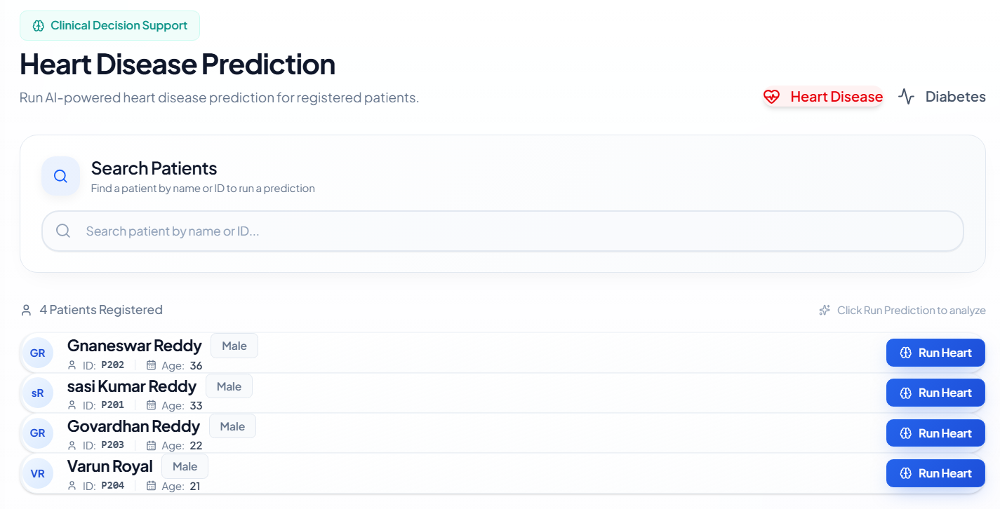 Clinical Decision Support
Heart Disease Prediction
Run AI-powered heart disease prediction for registered patients.
Heart Disease Diabetes
Search Patients
Find a patient by name or ID to run a prediction
Search patient by name or ID...
4 Patients Registered Click Run Prediction to analyze
GR Gnaneswar Reddy Male Run Heart
ID: P202 Age: 36
sR sasi Kumar Reddy Male Run Heart
ID: P201 Age: 33
GR Govardhan Reddy Male Run Heart
ID: P203 Age: 22
VR Varun Royal Male Run Heart
ID: P204 Age: 21